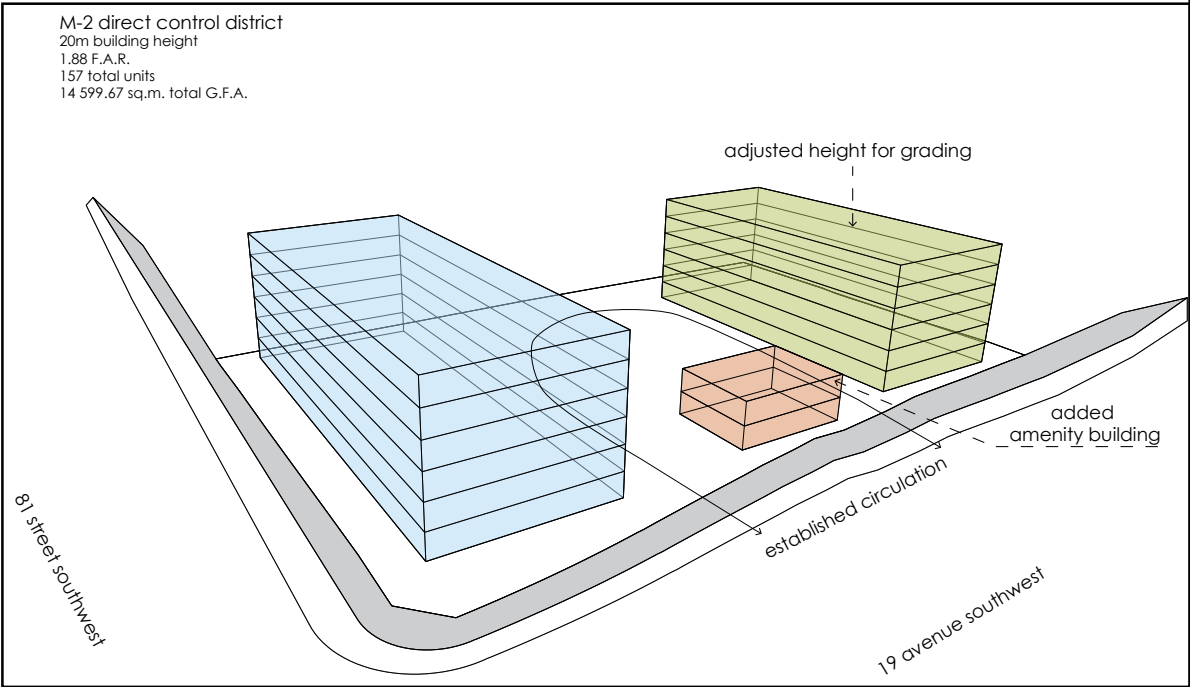 M-2 direct control district
20m building height
1.88 F.A.R.
157 total units
14 599.67 sq.m. total G.F.A.
adjusted height for grading
added
amenity building
established circulation
81 street southwest
19 avenue southwest